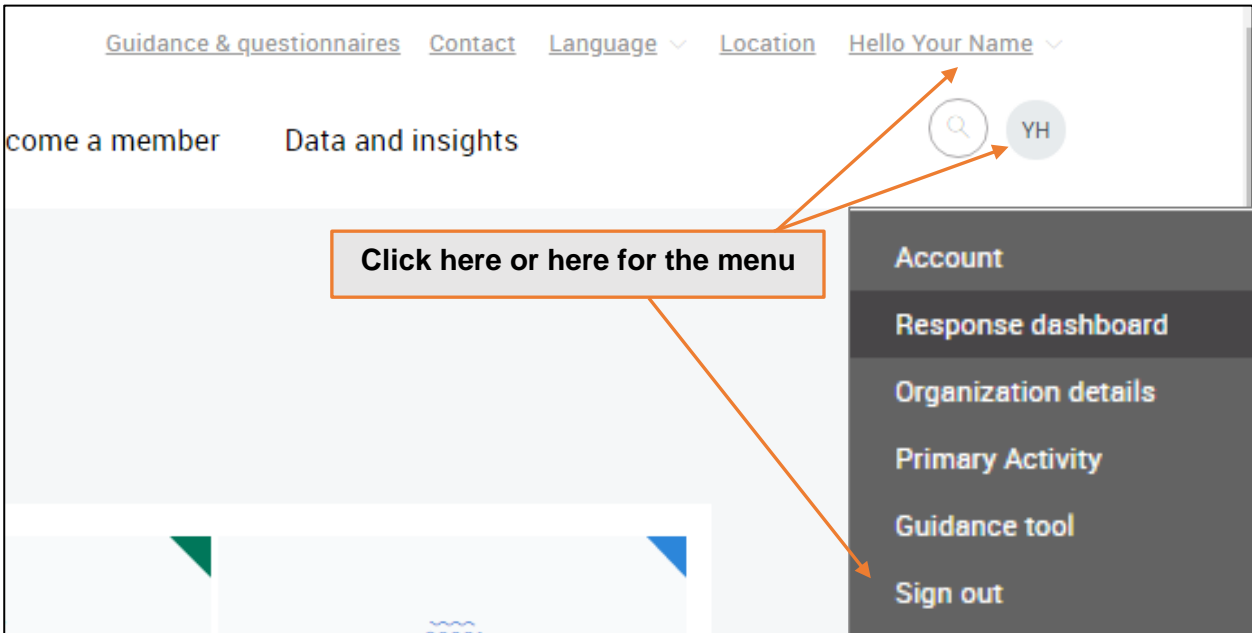 Guidance & questionnaires Contact Language Location Hello Your Name
come a member Data and insights
YH
Click here or here for the menu
Account
Response dashboard
Organization details
Primary Activity
Guidance tool
Sign out